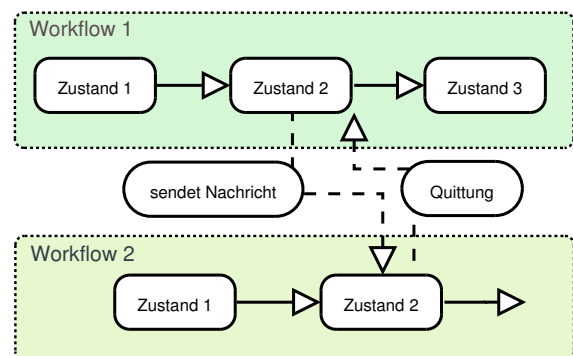 Workflow 1
Zustand 1
Zustand 2
Zustand 3
sendet Nachricht
Quittung
Workflow 2
Zustand 1
Zustand 2